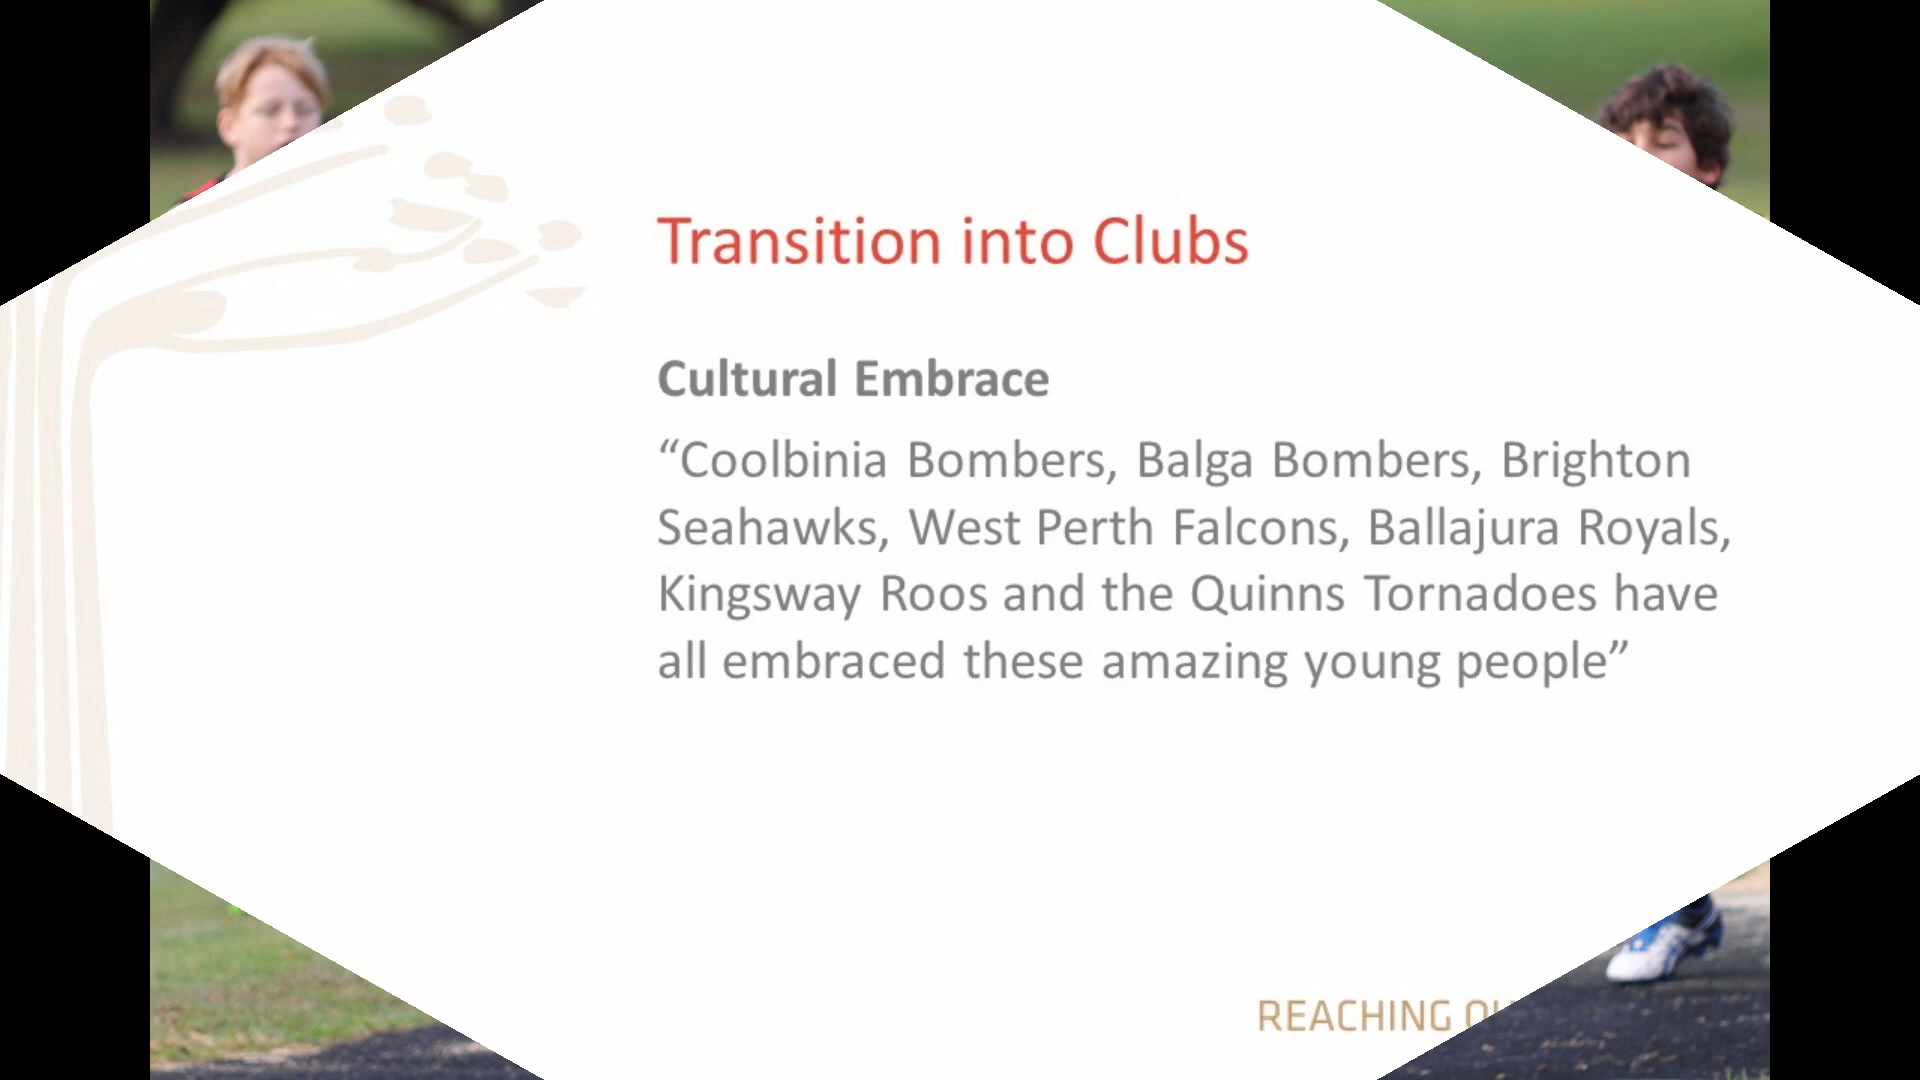 Transition into Clubs
Cultural Embrace
“Coolbinia Bombers, Balga Bombers, Brighton
Seahawks, West Perth Falcons, Ballajura Royals,
Kingsway Roos and the Quinns Tornadoes have
all embraced these amazing young people”
REACHING